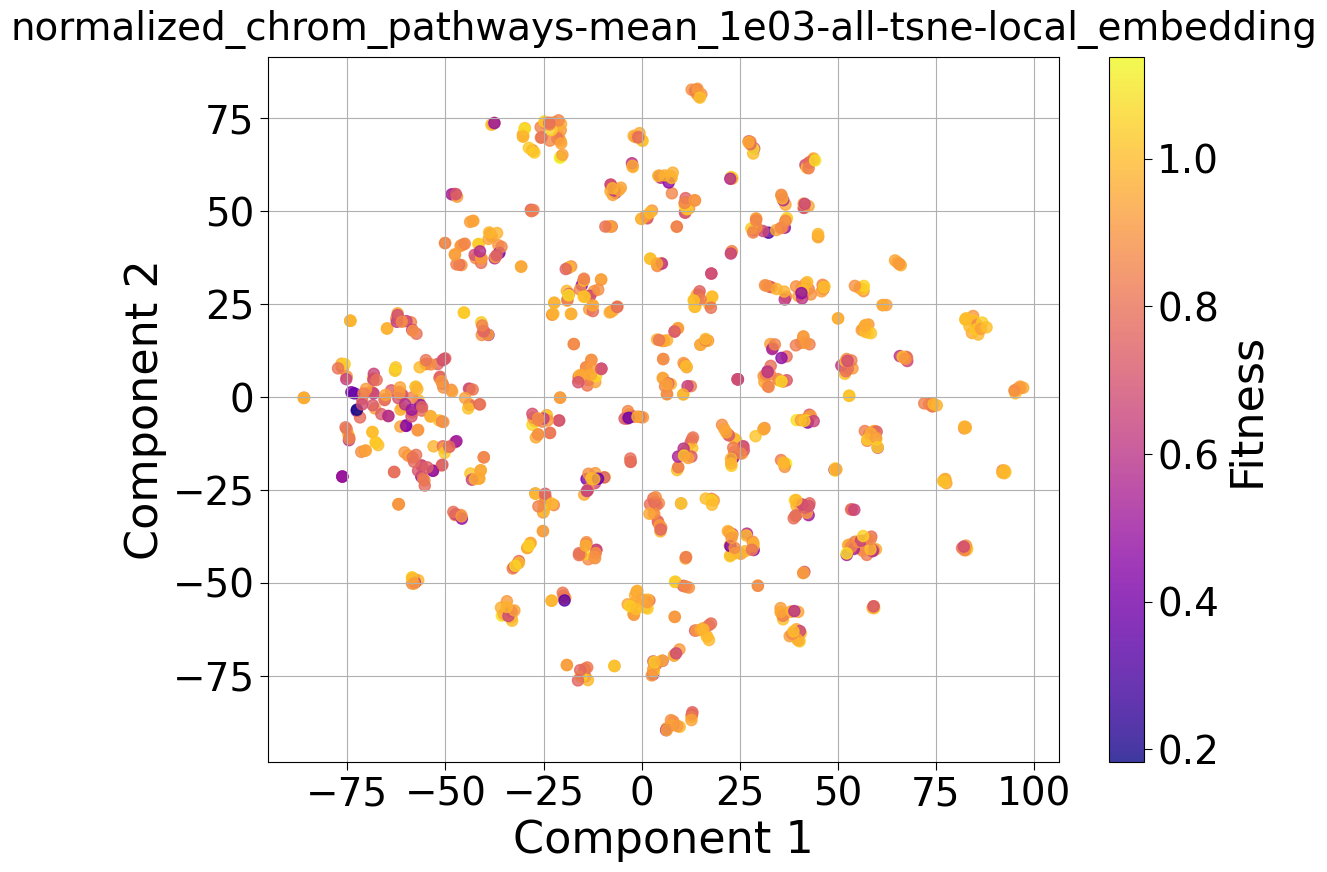 normalized_chrom_pathways-mean_1e03-all-tsne-local_embedding
75
50
25
0
−25
−50
−75
Component 2
−75 −50 −25 0 25 50 75 100
Component 1
1.0
0.8
0.6
0.4
0.2
Fitness